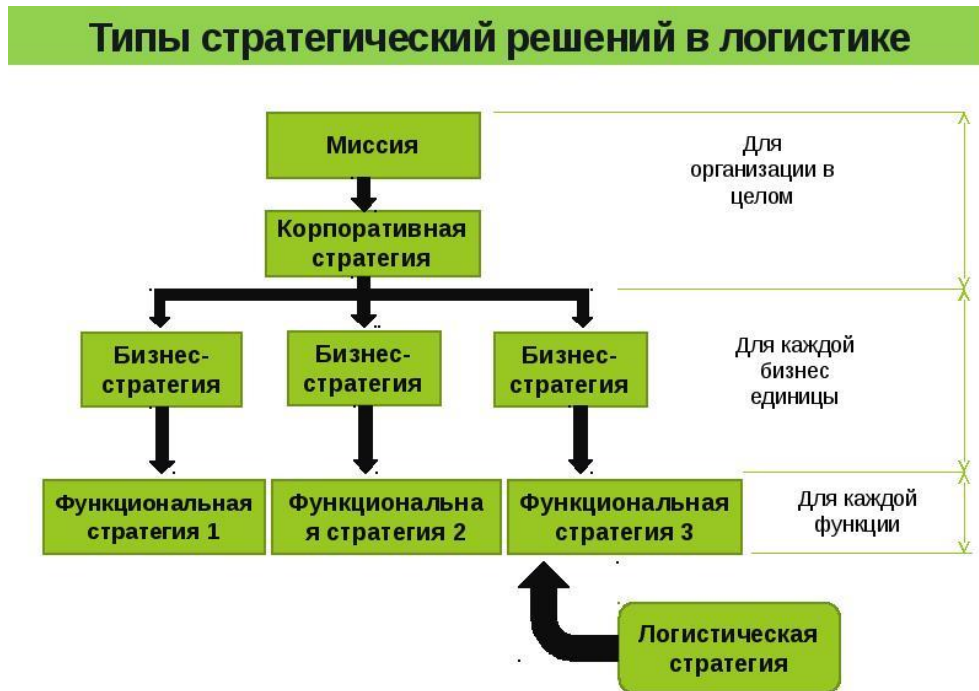 Типы стратегический решений в логистике
Миссия
Для
организации в
целом
Корпоративная
стратегия
Бизнес-
стратегия
Бизнес-
стратегия
Бизнес-
стратегия
Для каждой
бизнес
единицы
Функциональная
стратегия 1
Функциональна
я стратегия 2
Функциональная
стратегия 3
Для каждой
функции
Логистическая
стратегия